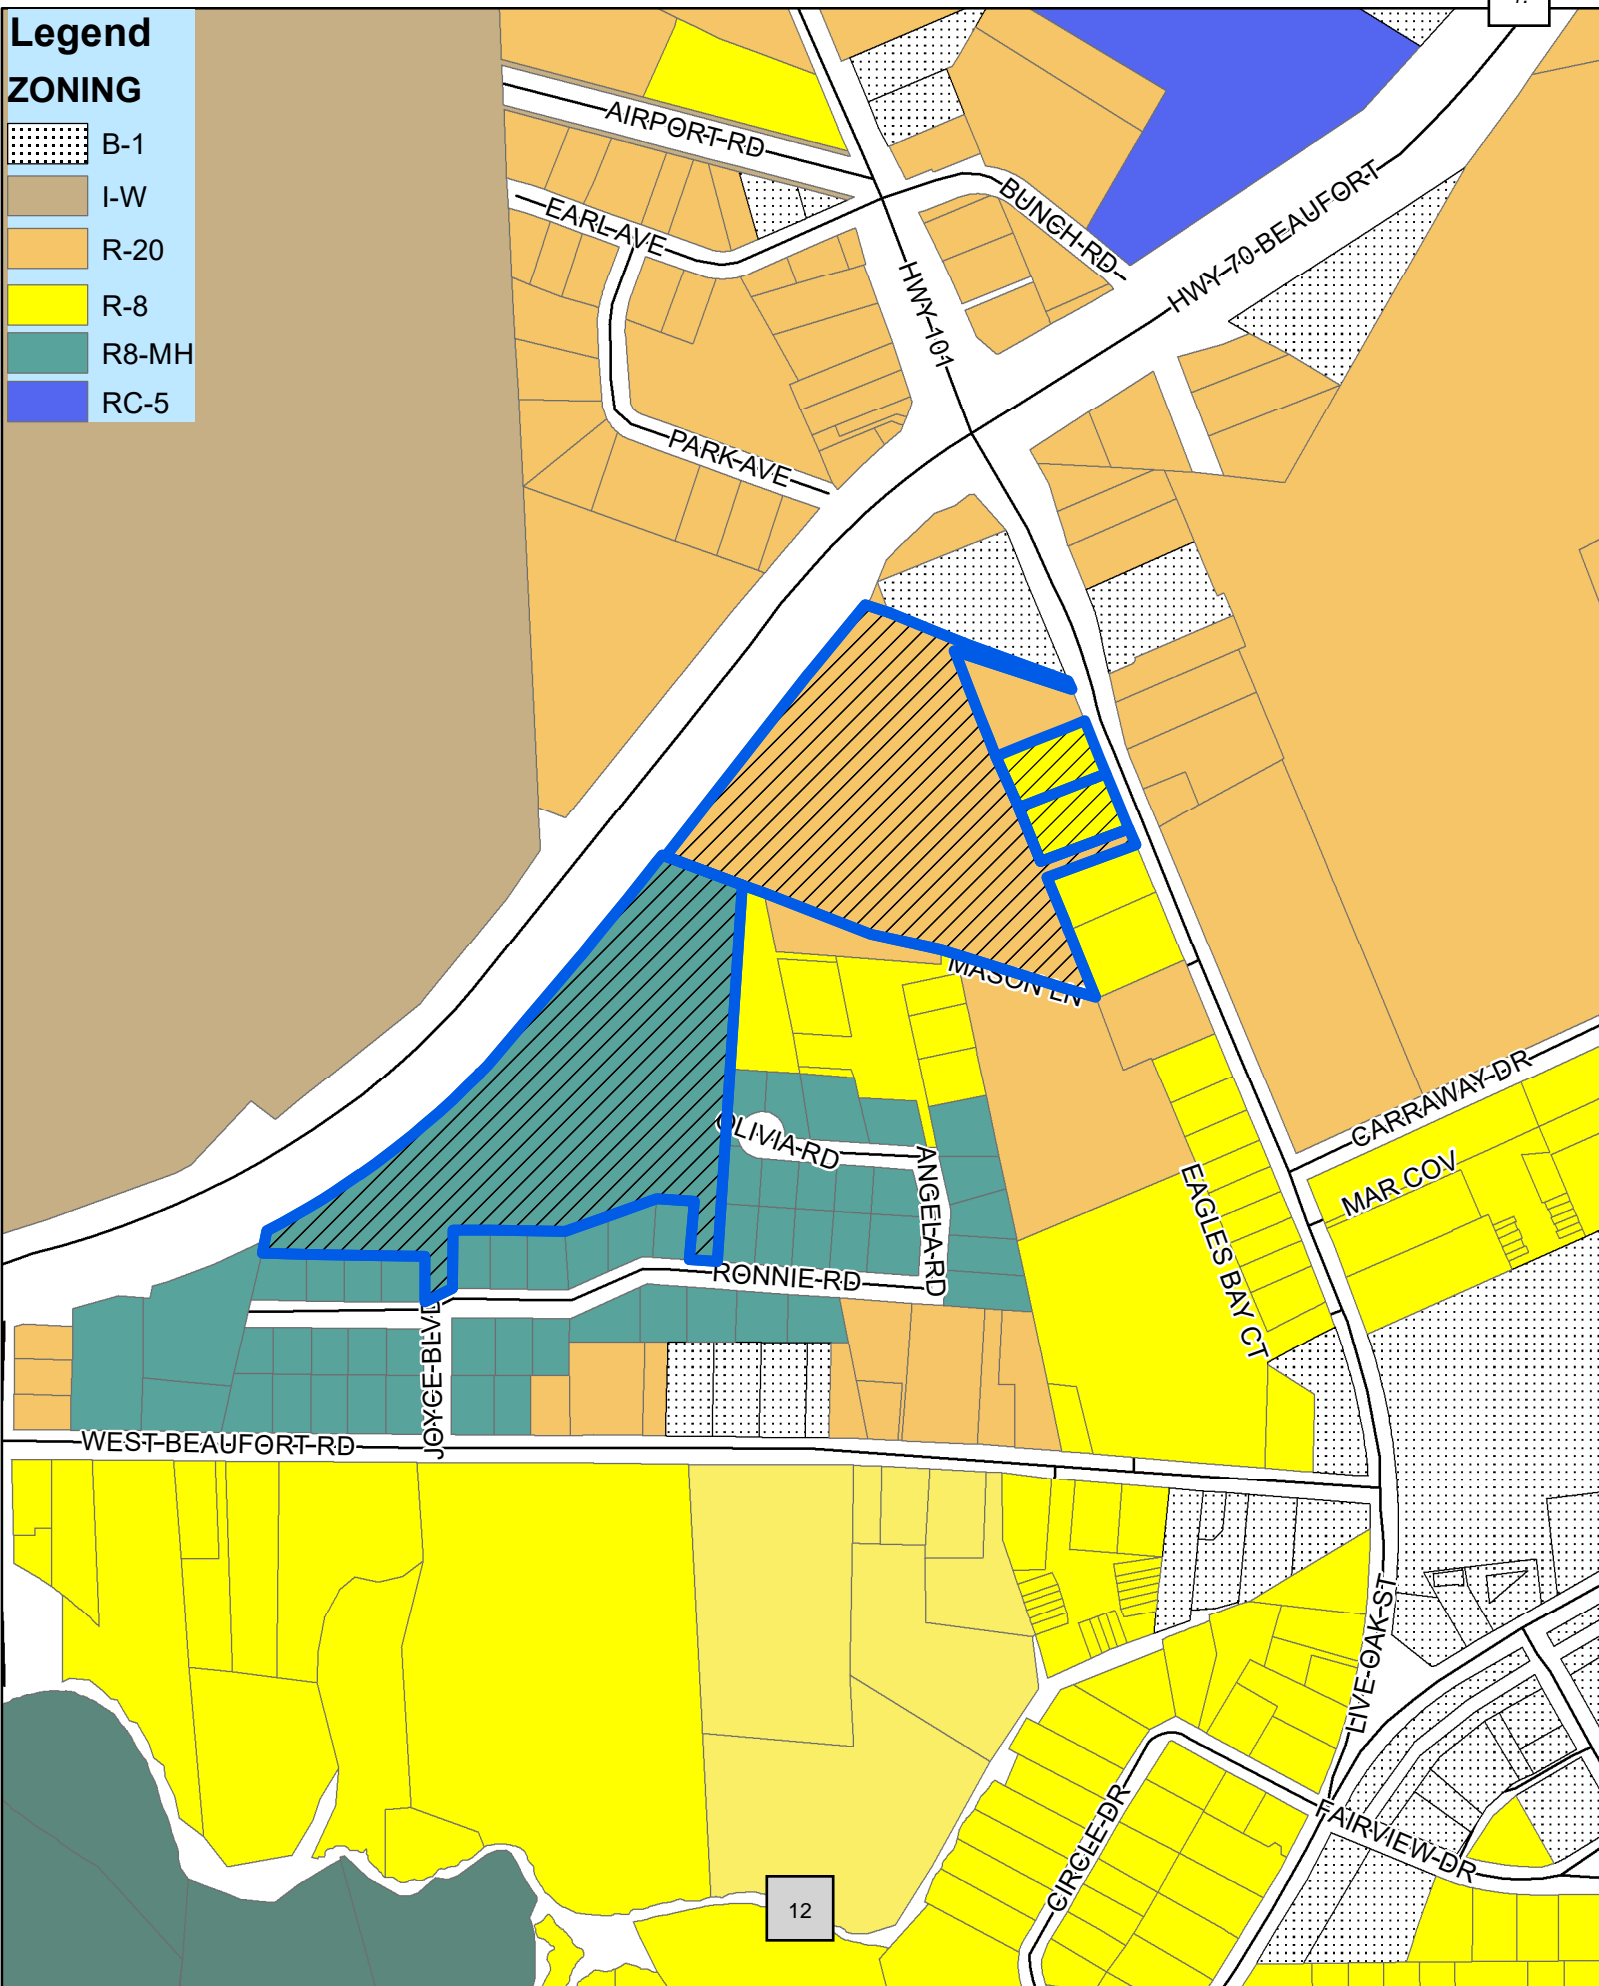 Legend
ZONING
B-1
I-W
R-20
R-8
R8-MH
RC-5
AIRPORT RD
EARL AVE
BUNCH RD
HWY 70 BEAUFORT
HWY 101
PARK AVE
MASON LN
CARRAWAY DR
OLIVIA RD
MAR COV
ANGELA RD
EAGLES BAY CT
RONNIE RD
JOYCE BLVD
WEST BEAUFORT RD
LIVE OAK ST
CIRCLE DR
FAIRVIEW DR
12